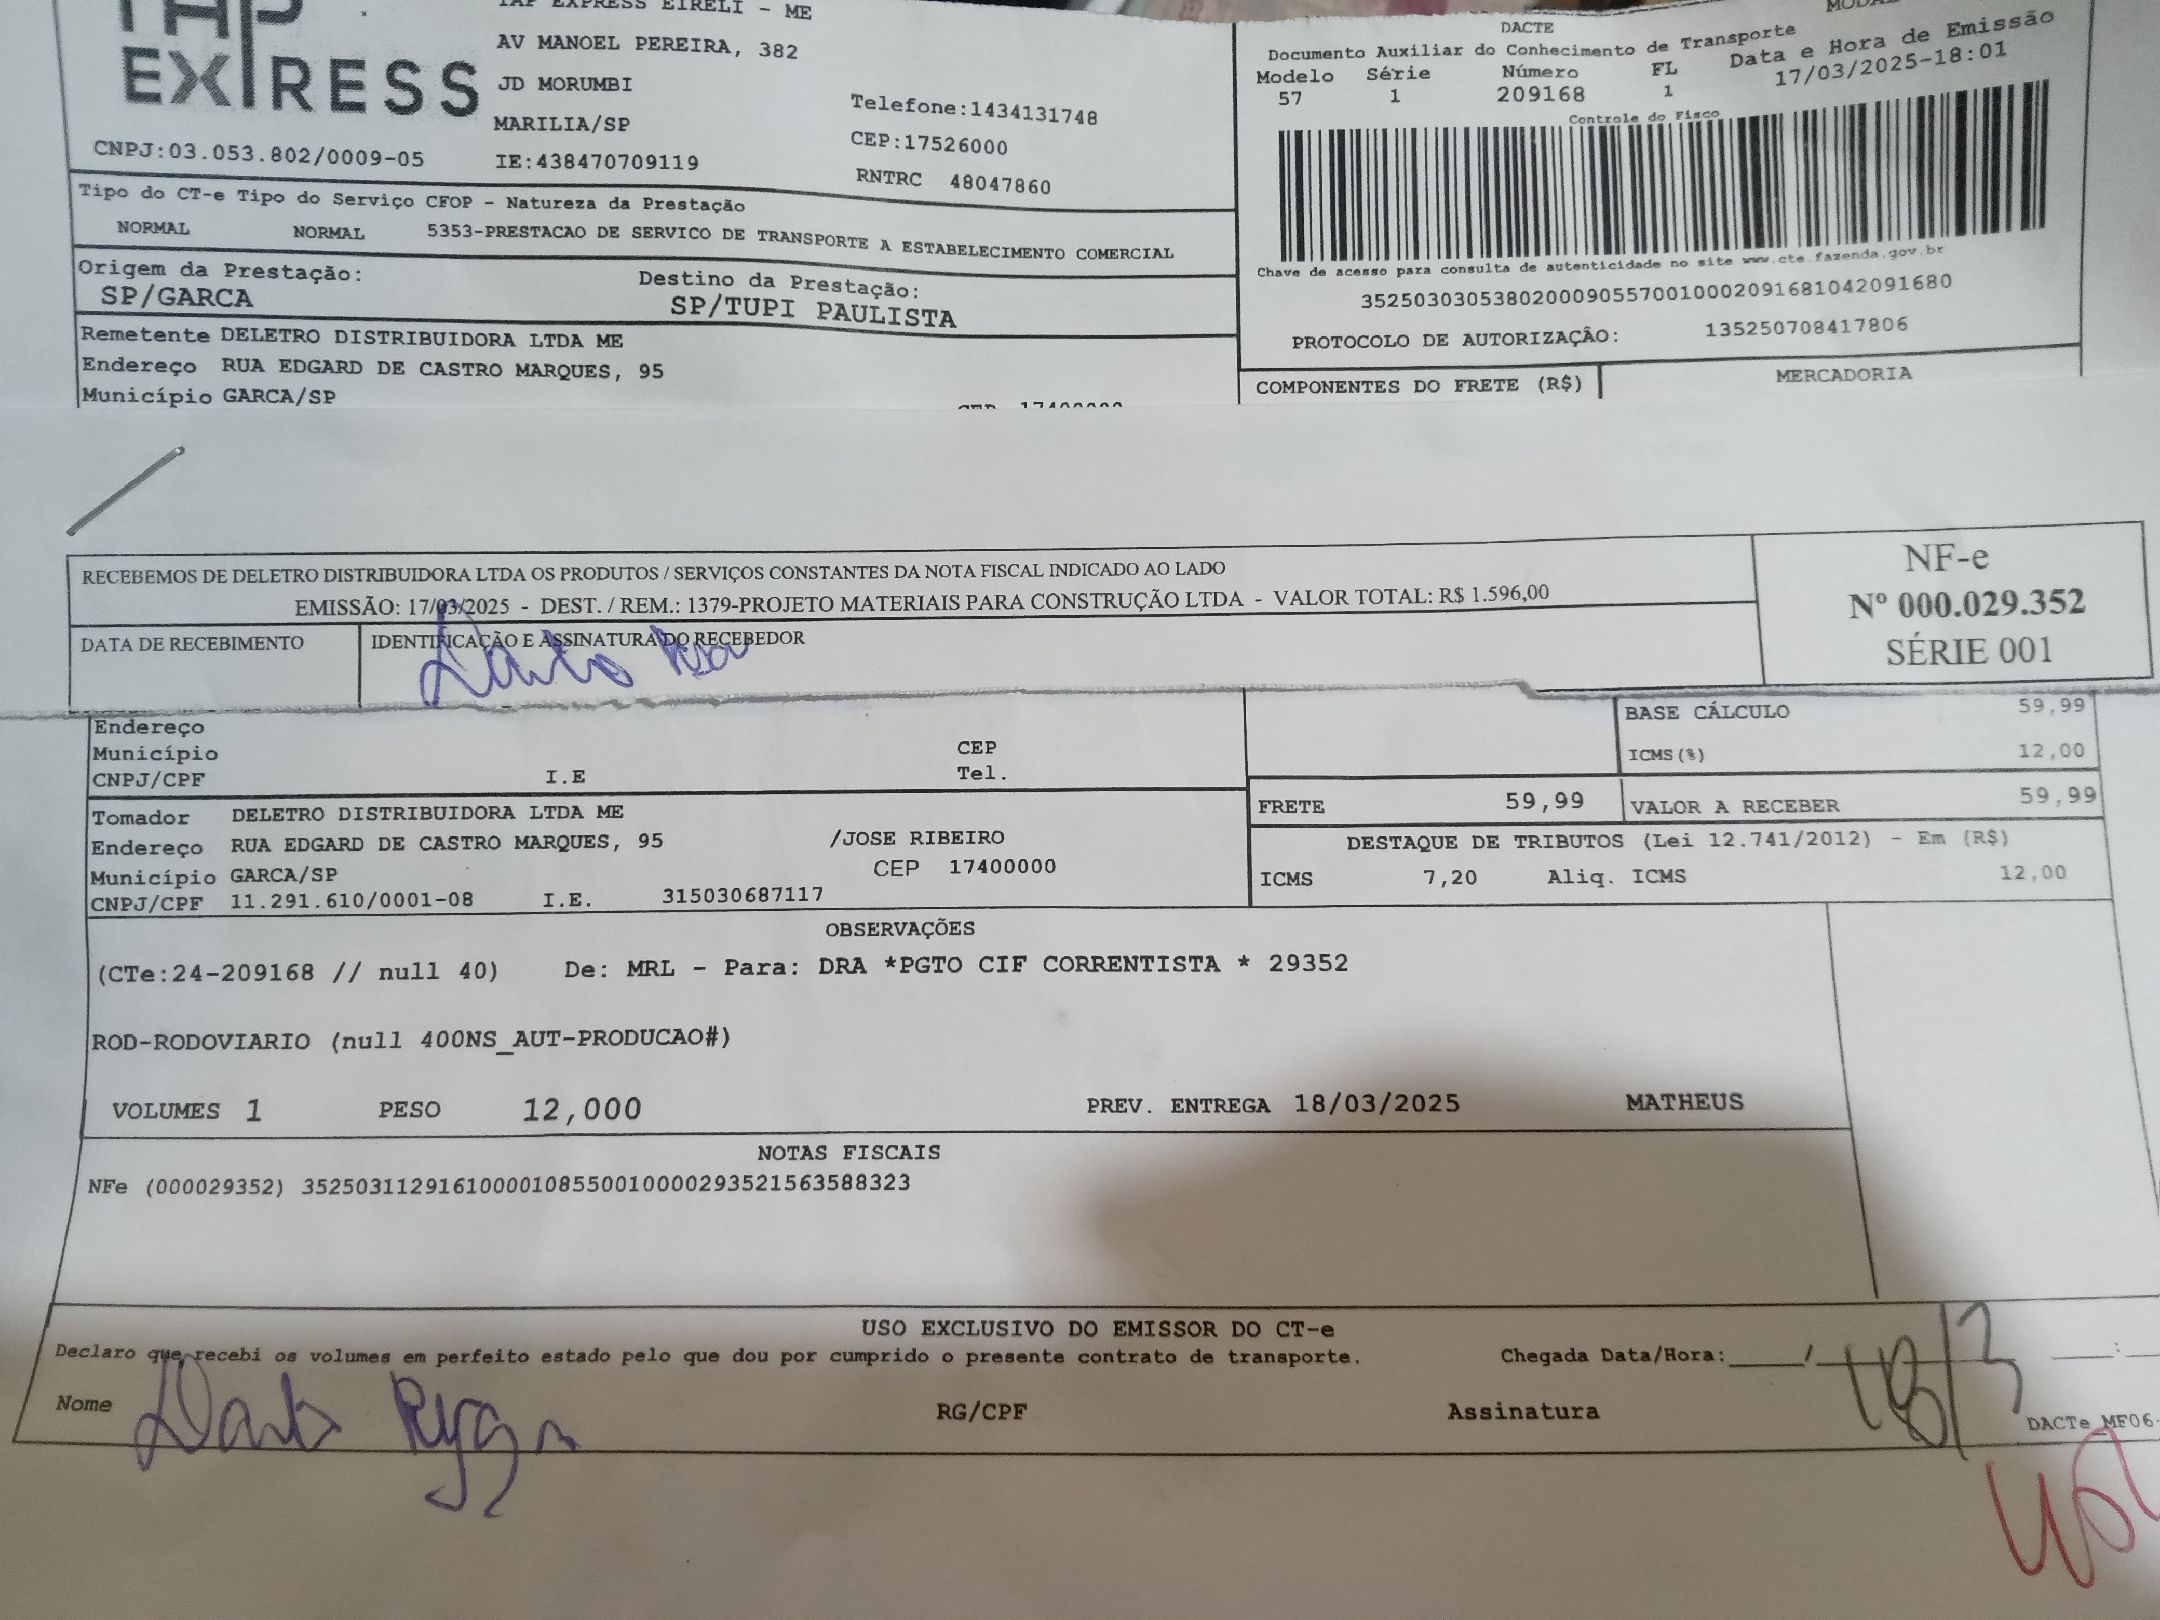 TAP EXPRESS
TAP EXPRESS EIRELI - ME
AV MANOEL PEREIRA, 382
JD MORUMBI
MARILIA/SP
CNPJ:03.053.802/0009-05
IE:438470709119
Telefone:1434131748
CEP:17526000
RNTRC 48047860
DACTE
Documento Auxiliar do Conhecimento de Transporte
Modelo Série Número FL Data e Hora de Emissão
57 1 209168 1 17/03/2025-18:01
Controle do Fisco
Chave de acesso para consulta de autenticidade no site www.cte.fazenda.gov.br
35250303053802000905570010002091681042091680
PROTOCOLO DE AUTORIZAÇÃO: 135250708417806
Tipo do CT-e Tipo do Serviço CFOP - Natureza da Prestação
NORMAL NORMAL 5353-PRESTACAO DE SERVICO DE TRANSPORTE A ESTABELECIMENTO COMERCIAL
Origem da Prestação: Destino da Prestação:
SP/GARCA SP/TUPI PAULISTA
Remetente DELETRO DISTRIBUIDORA LTDA ME
Endereço RUA EDGARD DE CASTRO MARQUES, 95
Município GARCA/SP
COMPONENTES DO FRETE (R$) MERCADORIA
RECEBEMOS DE DELETRO DISTRIBUIDORA LTDA OS PRODUTOS / SERVIÇOS CONSTANTES DA NOTA FISCAL INDICADO AO LADO
EMISSÃO: 17/03/2025 - DEST. / REM.: 1379-PROJETO MATERIAIS PARA CONSTRUÇÃO LTDA - VALOR TOTAL: R$ 1.596,00
DATA DE RECEBIMENTO IDENTIFICAÇÃO E ASSINATURA DO RECEBEDOR
NF-e
Nº 000.029.352
SÉRIE 001
Endereço
Município CEP
CNPJ/CPF I.E Tel.
BASE CÁLCULO 59,99
ICMS(%) 12,00
FRETE 59,99 VALOR A RECEBER 59,99
Tomador DELETRO DISTRIBUIDORA LTDA ME
Endereço RUA EDGARD DE CASTRO MARQUES, 95 /JOSE RIBEIRO
Município GARCA/SP CEP 17400000
CNPJ/CPF 11.291.610/0001-08 I.E. 315030687117
DESTAQUE DE TRIBUTOS (Lei 12.741/2012) - Em (R$)
ICMS 7,20 Aliq. ICMS 12,00
OBSERVAÇÕES
(CTe:24-209168 // null 40) De: MRL - Para: DRA *PGTO CIF CORRENTISTA * 29352
ROD-RODOVIARIO (null 400NS_AUT-PRODUCAO#)
VOLUMES 1 PESO 12,000 PREV. ENTREGA 18/03/2025 MATHEUS
NOTAS FISCAIS
NFe (000029352) 35250311291610000108550010000293521563588323
USO EXCLUSIVO DO EMISSOR DO CT-e
Declaro que recebi os volumes em perfeito estado pelo que dou por cumprido o presente contrato de transporte. Chegada Data/Hora: 18/3
Nome RG/CPF Assinatura
DACTe_MF06